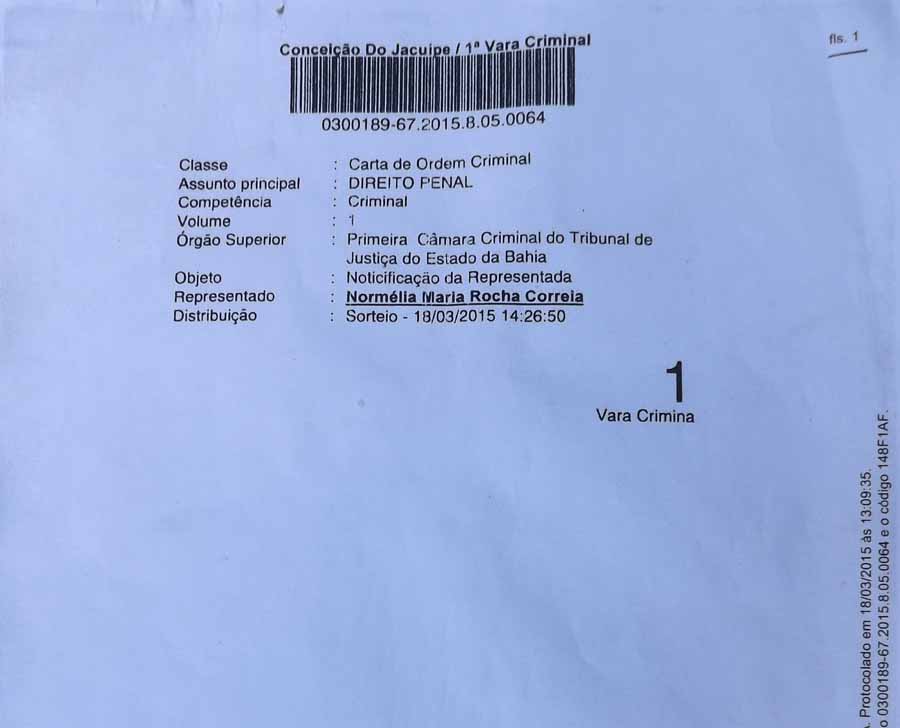 fls. 1
Conceição Do Jacuipe / 1ª Vara Criminal
0300189-67.2015.8.05.0064
Classe : Carta de Ordem Criminal
Assunto principal : DIREITO PENAL
Competência : Criminal
Volume : 1
Órgão Superior : Primeira Câmara Criminal do Tribunal de
Justiça do Estado da Bahia
Objeto : Noticificação da Representada
Representado : Normélia Maria Rocha Correia
Distribuição : Sorteio - 18/03/2015 14:26:50
1
Vara Crimina
. Protocolado em 18/03/2015 às 13:09:35.
o 0300189-67.2015.8.05.0064 e o código 148F1AF.